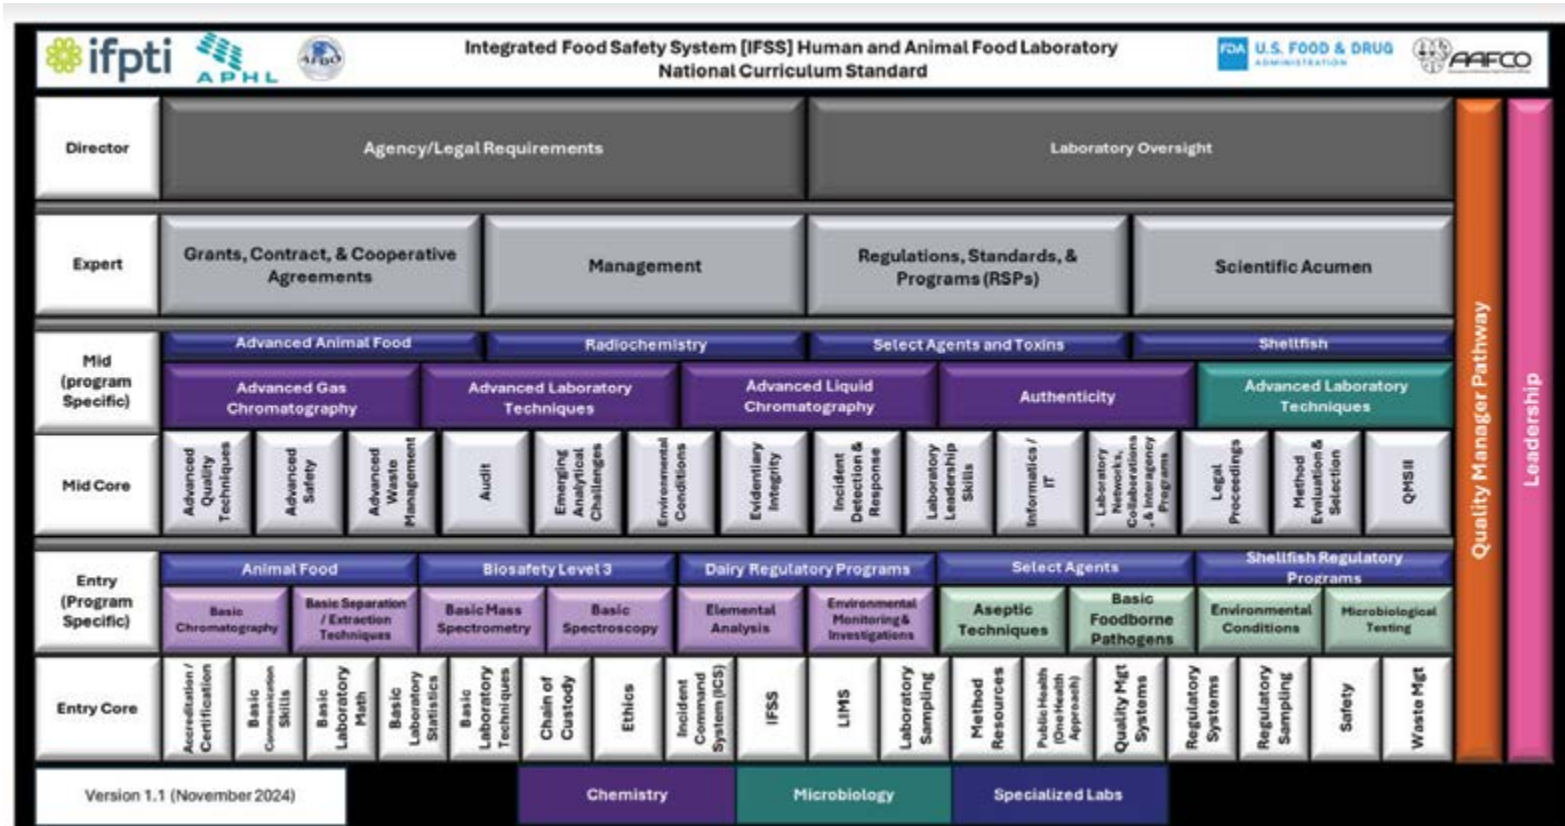 ifpti
APHL
AFDO
Integrated Food Safety System [IFSS] Human and Animal Food Laboratory
National Curriculum Standard
FDA
U.S. FOOD & DRUG
ADMINISTRATION
AAFCO
Director
Agency/Legal Requirements
Laboratory Oversight
Expert
Grants, Contract, & Cooperative
Agreements
Management
Regulations, Standards, &
Programs (RSPs)
Scientific Acumen
Mid
(program
Specific)
Advanced Animal Food
Radiochemistry
Select Agents and Toxins
Shellfish
Advanced Gas
Chromatography
Advanced Laboratory
Techniques
Advanced Liquid
Chromatography
Authenticity
Advanced Laboratory
Techniques
Mid Core
Advanced
Quality
Techniques
Advanced
Safety
Advanced
Waste
Management
Audit
Emerging
Analytical
Challenges
Environmental
Conditions
Evidentiary
Integrity
Incident
Detection &
Response
Laboratory
Leadership
Skills
Informatics /
IT
Laboratory
Networks,
Collaborations
, & Interagency
Programs
Legal
Proceedings
Method
Evaluation &
Selection
QMSII
Entry
(Program
Specific)
Animal Food
Biosafety Level 3
Dairy Regulatory Programs
Select Agents
Shellfish Regulatory
Programs
Basic
Chromatography
Basic Separation
/ Extraction
Techniques
Basic Mass
Spectrometry
Basic
Spectroscopy
Elemental
Analysis
Environmental
Monitoring &
Investigations
Aseptic
Techniques
Basic
Foodborne
Pathogens
Environmental
Conditions
Microbiological
Testing
Entry Core
Accreditation /
Certification
Basic
Communication
Skills
Basic
Laboratory
Math
Basic
Laboratory
Statistics
Basic
Laboratory
Techniques
Chain of
Custody
Ethics
Incident
Command
System (ICS)
IFSS
LIMS
Laboratory
Sampling
Method
Resources
Public Health
(One Health
Approach)
Quality Mgt
Systems
Regulatory
Systems
Regulatory
Sampling
Safety
Waste Mgt
Quality Manager Pathway
Leadership
Version 1.1 (November 2024)
Chemistry
Microbiology
Specialized Labs